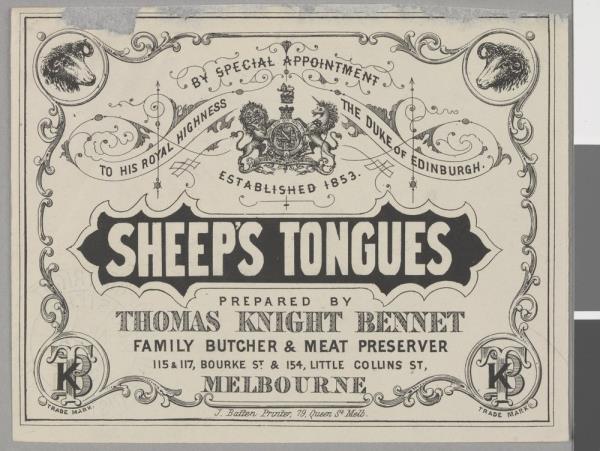 BY SPECIAL APPOINTMENT
TO HIS ROYAL HIGHNESS THE DUKE OF EDINBURGH.
ESTABLISHED 1853.
SHEEP'S TONGUES
PREPARED BY
THOMAS KNIGHT BENNET
FAMILY BUTCHER & MEAT PRESERVER
115 & 117, BOURKE ST & 154, LITTLE COLLINS ST,
MELBOURNE
TKB TKB
TRADE MARK. TRADE MARK.
J. Batten Printer, 79, Queen St Melb.